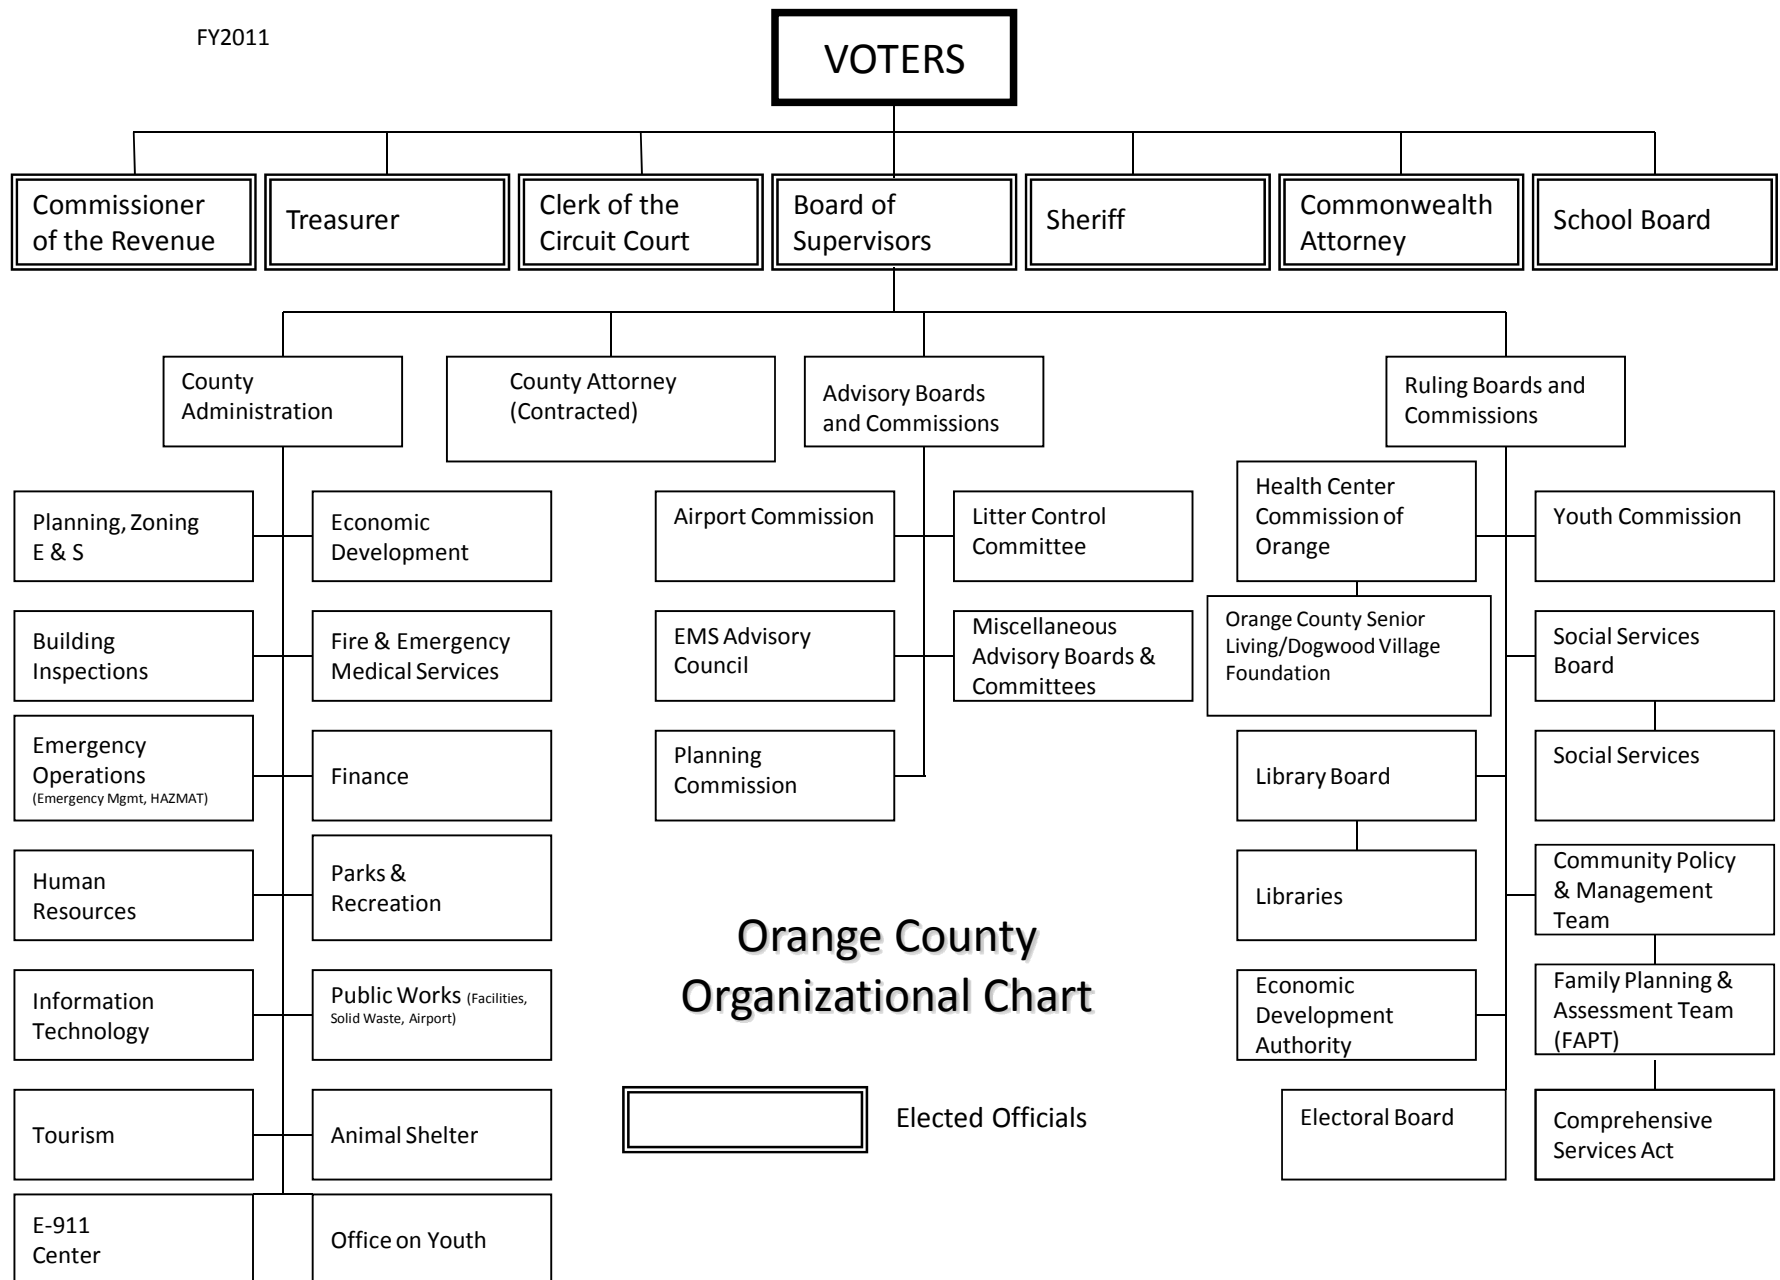 FY2011
VOTERS
Commissioner
of the Revenue
Treasurer
Clerk of the
Circuit Court
Board of
Supervisors
Sheriff
Commonwealth
Attorney
School Board
County
Administration
County Attorney
(Contracted)
Advisory Boards
and Commissions
Ruling Boards and
Commissions
Planning, Zoning
E & S
Economic
Development
Building
Inspections
Fire & Emergency
Medical Services
Emergency
Operations
(Emergency Mgmt, HAZMAT)
Finance
Human
Resources
Parks &
Recreation
Information
Technology
Public Works (Facilities,
Solid Waste, Airport)
Tourism
Animal Shelter
E-911
Center
Office on Youth
Airport Commission
Litter Control
Committee
EMS Advisory
Council
Miscellaneous
Advisory Boards &
Committees
Planning
Commission
Health Center
Commission of
Orange
Youth Commission
Orange County Senior
Living/Dogwood Village
Foundation
Social Services
Board
Library Board
Social Services
Libraries
Community Policy
& Management
Team
Economic
Development
Authority
Family Planning &
Assessment Team
(FAPT)
Electoral Board
Comprehensive
Services Act
Orange County
Organizational Chart
Elected Officials